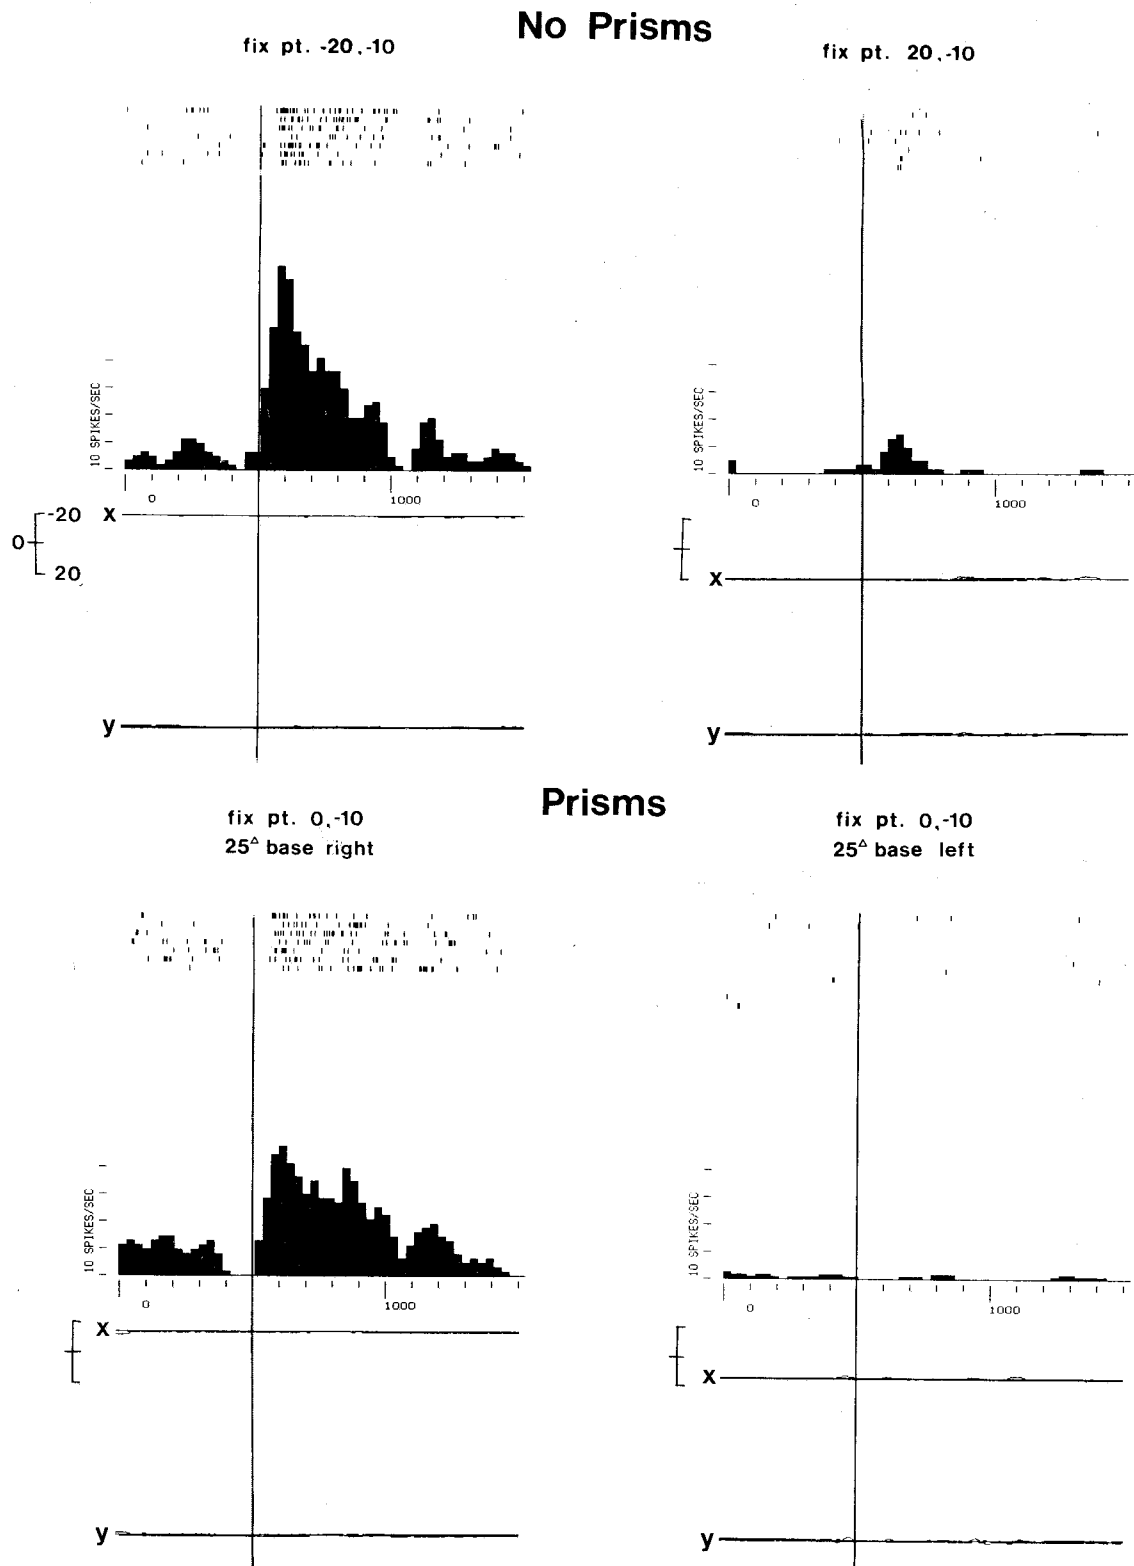 No Prisms
fix pt. -20,-10
fix pt. 20,-10
10 SPIKES/SEC
10 SPIKES/SEC
0 1000
0 1000
-20
0
20
x
x
y
y
Prisms
fix pt. 0,-10
25Δ base right
fix pt. 0,-10
25Δ base left
10 SPIKES/SEC
10 SPIKES/SEC
0 1000
0 1000
x
x
y
y